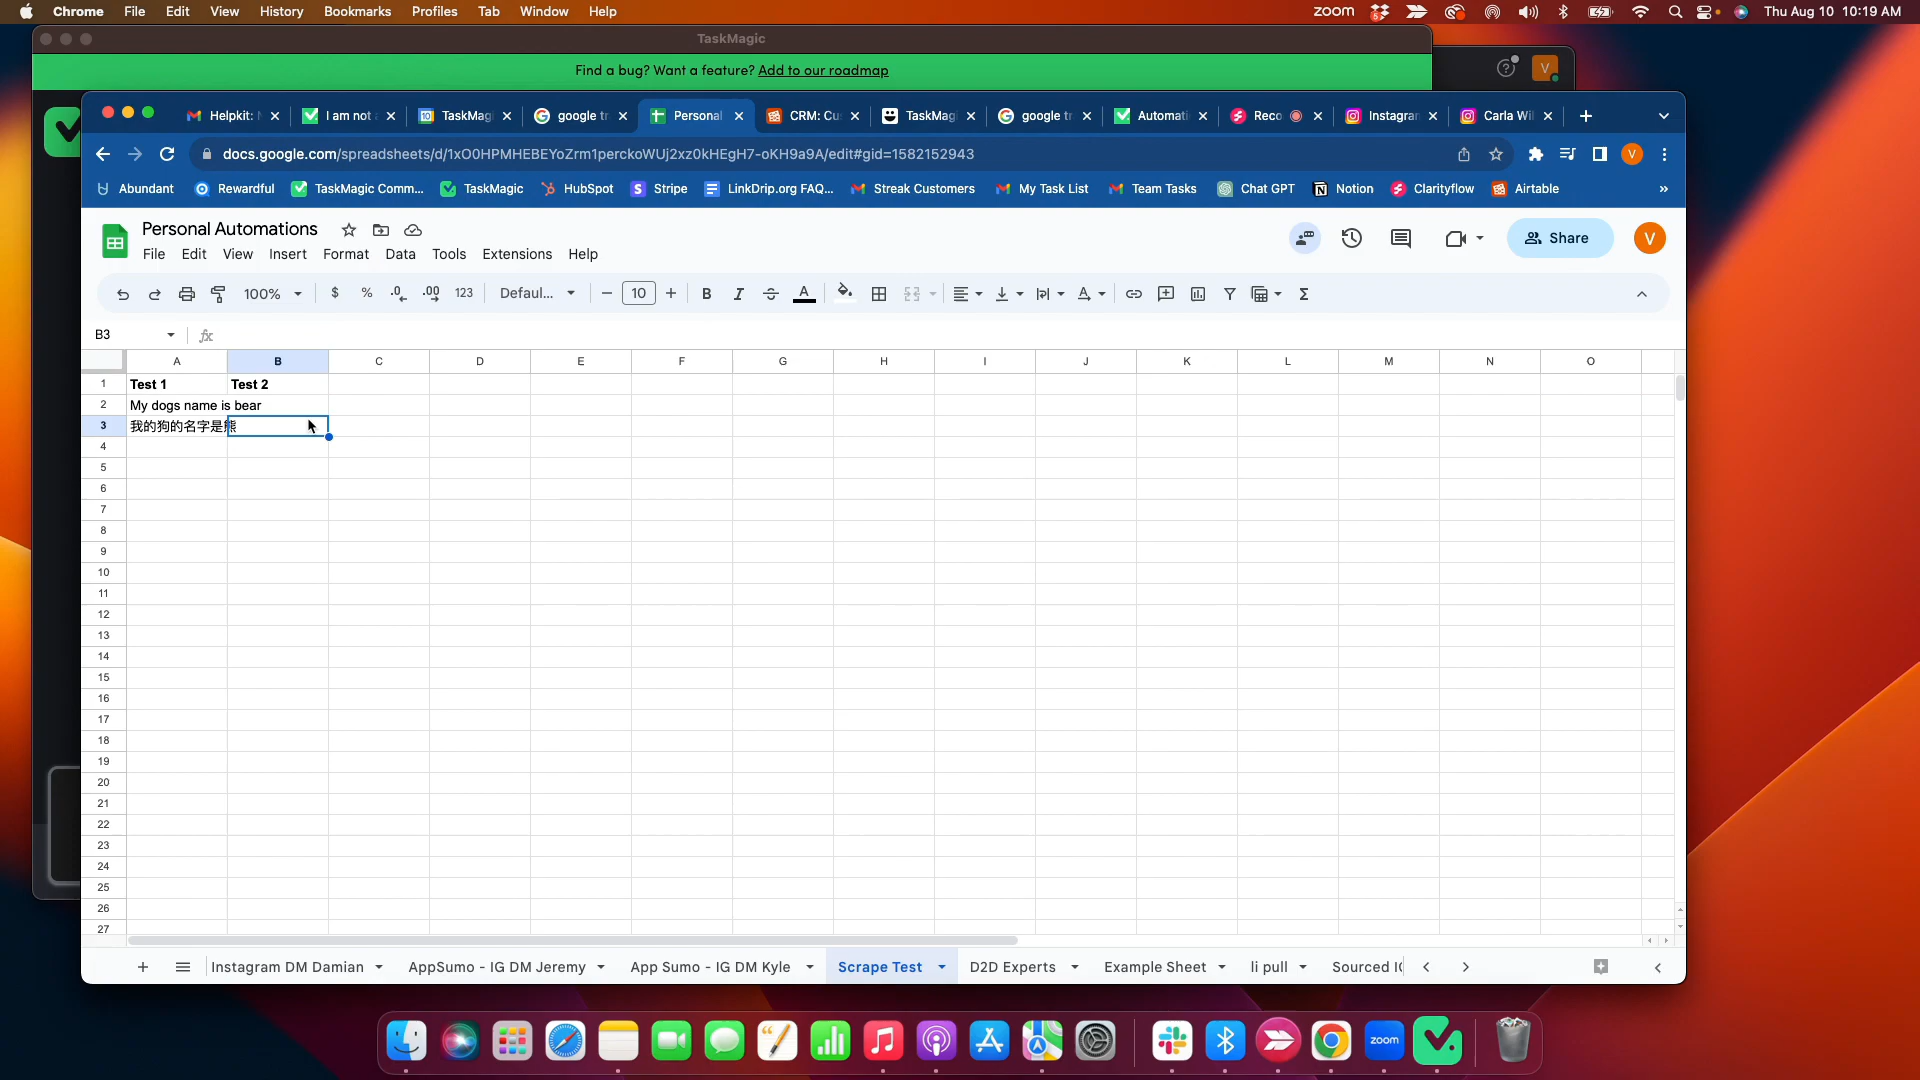 Chrome File Edit View History Bookmarks Profiles Tab Window Help zoom Thu Aug 10 10:19 AM
TaskMagic
Find a bug? Want a feature? Add to our roadmap
V
Helpkit: I am not TaskMagi google tr Personal CRM: Cu TaskMagi google tr Automati Reco Instagran Carla Wil
docs.google.com/spreadsheets/d/1xO0HPMHEBEYoZrm1perckoWUj2xz0kHEgH7-oKH9a9A/edit#gid=1582152943
V
Abundant Rewardful TaskMagic Comm... TaskMagic HubSpot Stripe LinkDrip.org FAQ... Streak Customers My Task List Team Tasks Chat GPT Notion Clarityflow Airtable »
Personal Automations
File Edit View Insert Format Data Tools Extensions Help
Share
V
100% $ % .0 .00 123 Defaul... − 10 + B I A Σ
B3 fx
A B C D E F G H I J K L M N O
1 Test 1 Test 2
2 My dogs name is bear
3 我的狗的名字是熊
4
5
6
7
8
9
10
11
12
13
14
15
16
17
18
19
20
21
22
23
24
25
26
27
Instagram DM Damian AppSumo - IG DM Jeremy App Sumo - IG DM Kyle Scrape Test D2D Experts Example Sheet li pull Sourced IG
zoom